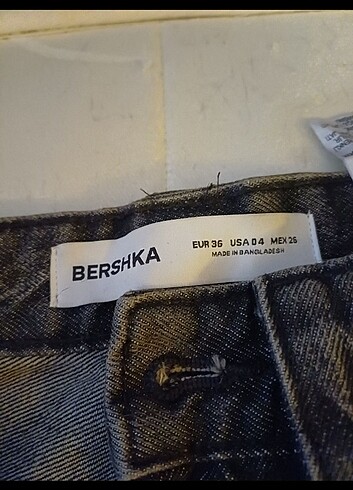 BERSHKA
EUR 36 USA 04 MEX 26
MADE IN BANGLADESH